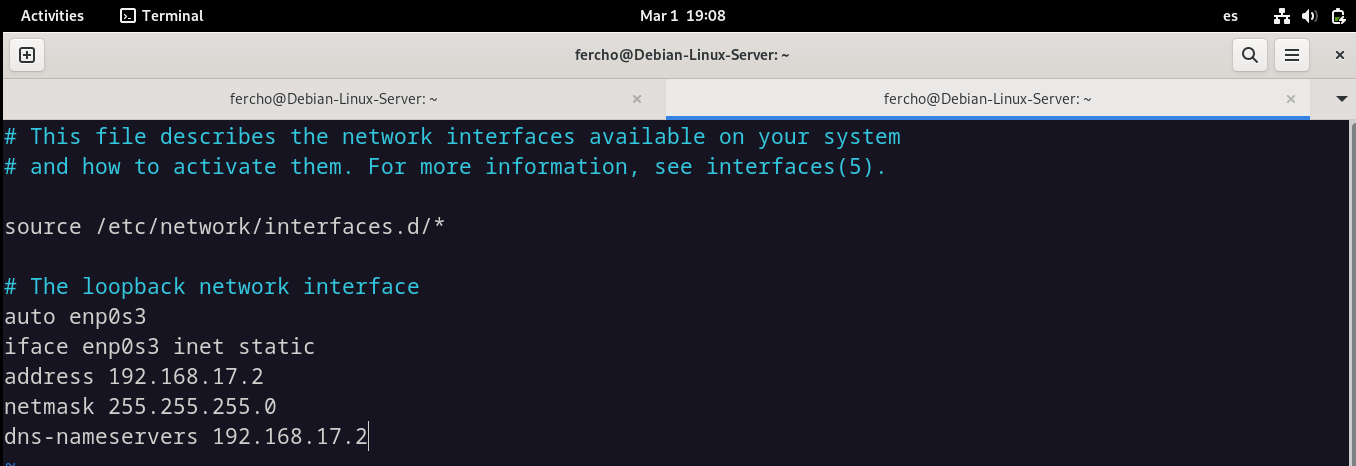 Activities Terminal Mar 1 19:08 es
fercho@Debian-Linux-Server: ~
fercho@Debian-Linux-Server: ~ fercho@Debian-Linux-Server: ~
# This file describes the network interfaces available on your system
# and how to activate them. For more information, see interfaces(5).
source /etc/network/interfaces.d/*
# The loopback network interface
auto enp0s3
iface enp0s3 inet static
address 192.168.17.2
netmask 255.255.255.0
dns-nameservers 192.168.17.2
~